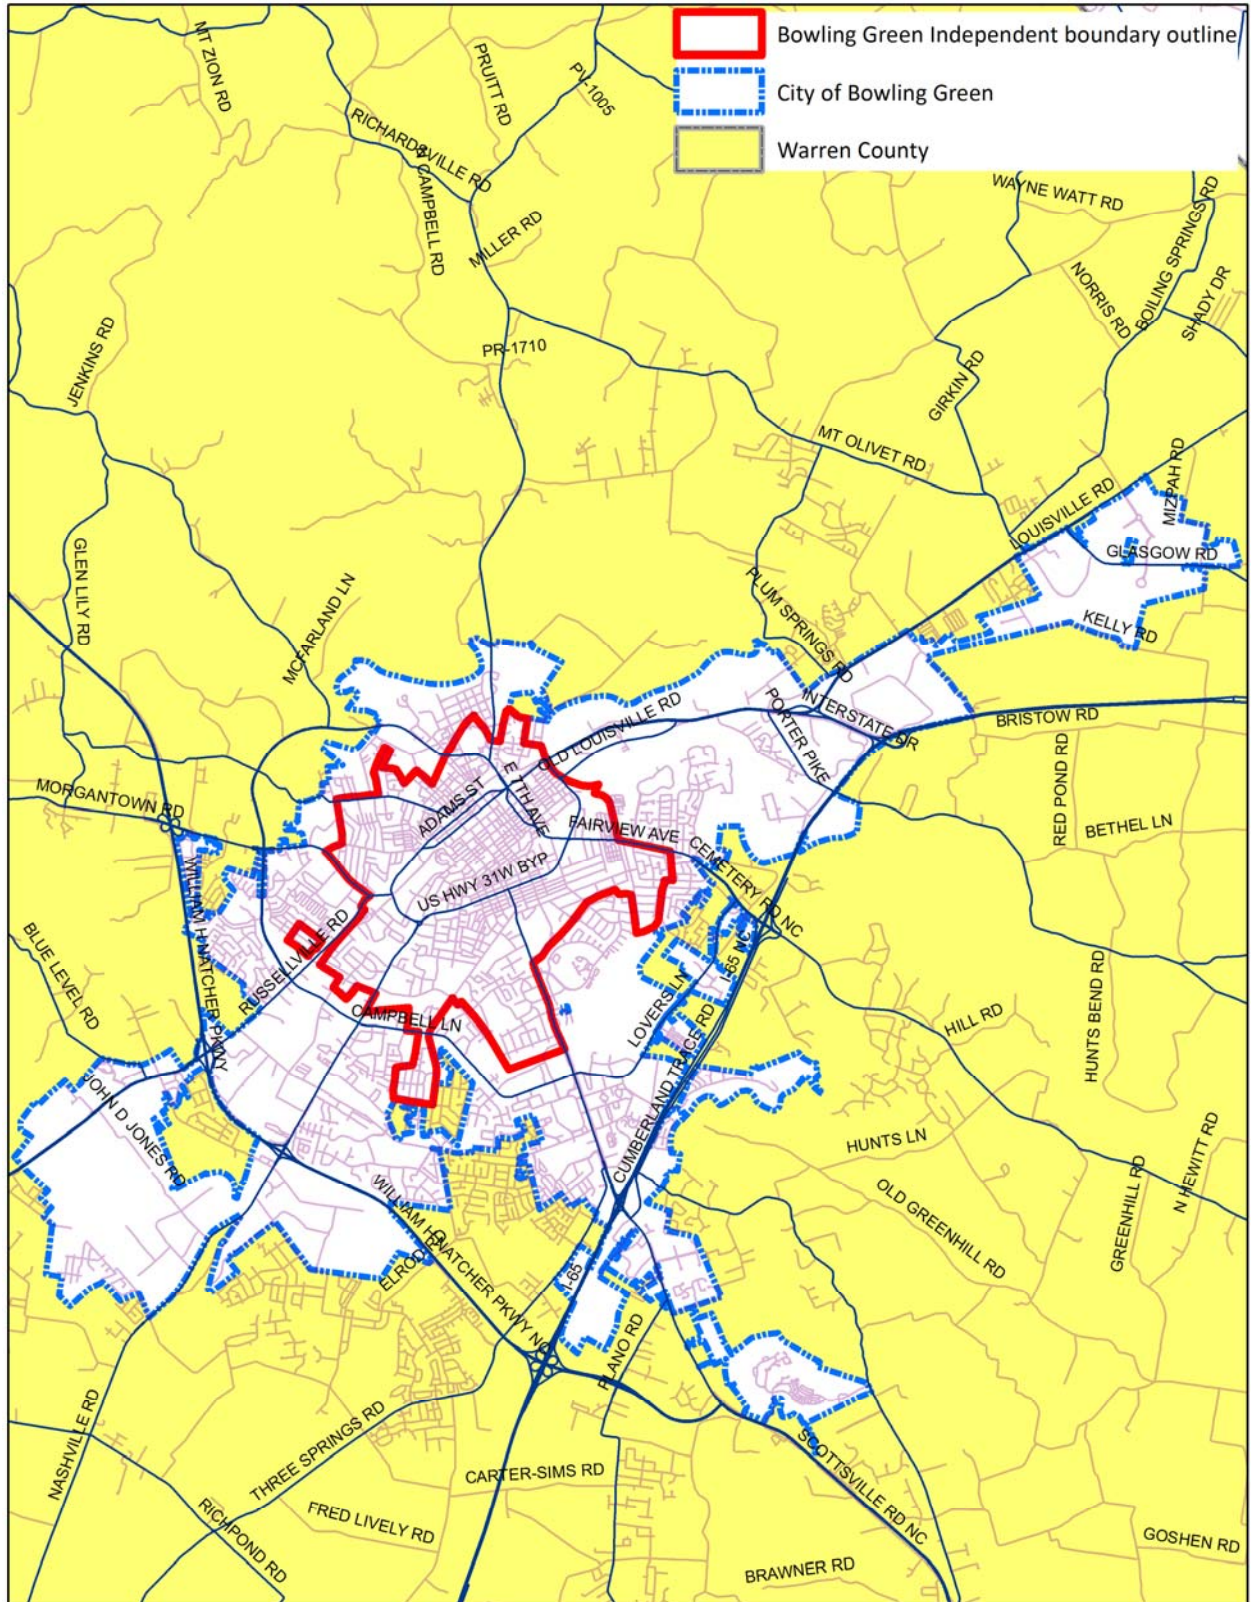 Bowling Green Independent boundary outline
City of Bowling Green
Warren County
MT ZION RD
PRUITT RD
PV-1005
RICHARDSVILLE RD
N CAMPBELL RD
MILLER RD
WAYNE WATT RD
BOILING SPRINGS RD
NORRIS RD
SHADY DR
JENKINS RD
PR-1710
GIRKIN RD
MT OLIVET RD
MIZPAH RD
LOUISVILLE RD
GLASGOW RD
GLEN LILY RD
MCFARLAND LN
PLUM SPRINGS RD
KELLY RD
OLD LOUISVILLE RD
PORTER PIKE
INTERSTATE DR
BRISTOW RD
RED POND RD
MORGANTOWN RD
ADAMS ST
E 7TH AVE
FAIRVIEW AVE
BETHEL LN
CEMETERY RD NC
US HWY 31W BYP
WILLIAM H NATCHER PKWY
BLUE LEVEL RD
RUSSELLVILLE RD
I-65 NC
LOVERS LN
CAMPBELL LN
HILL RD
HUNTS BEND RD
JOHN D JONES RD
CUMBERLAND TRACE RD
HUNTS LN
OLD GREENHILL RD
GREENHILL RD
N HEWITT RD
WILLIAM H NATCHER PKWY NC
ELROD RD
I-65
PLANO RD
NASHVILLE RD
THREE SPRINGS RD
CARTER-SIMS RD
SCOTTSVILLE RD NC
RICHPOND RD
FRED LIVELY RD
GOSHEN RD
BRAWNER RD